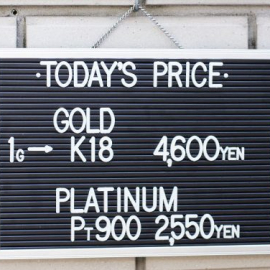 ·TODAY'S PRICE·
GOLD
1G→ K18 4,600YEN
PLATINUM
PT900 2,550YEN